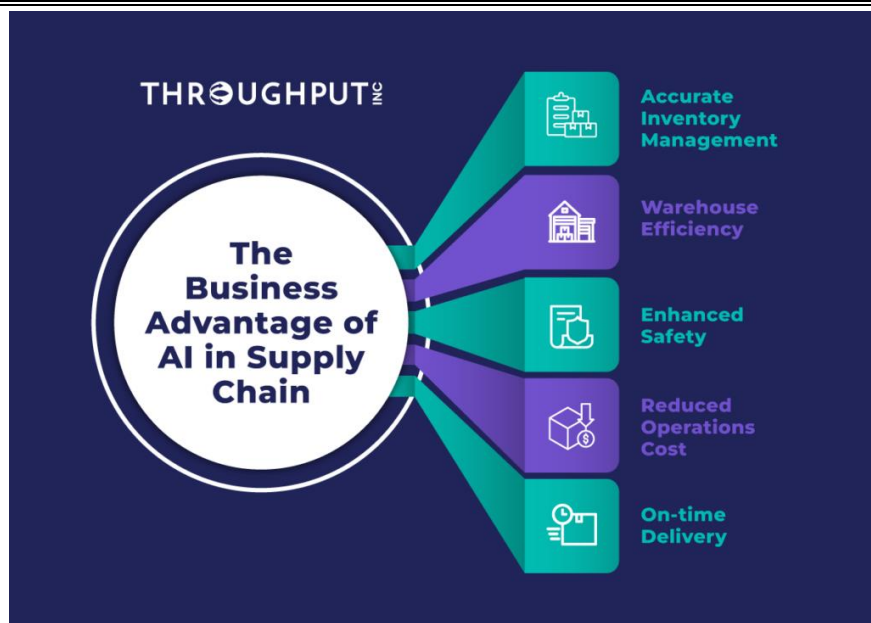 THROUGHPUT INC
The
Business
Advantage of
AI in Supply
Chain
Accurate
Inventory
Management
Warehouse
Efficiency
Enhanced
Safety
Reduced
Operations
Cost
On-time
Delivery